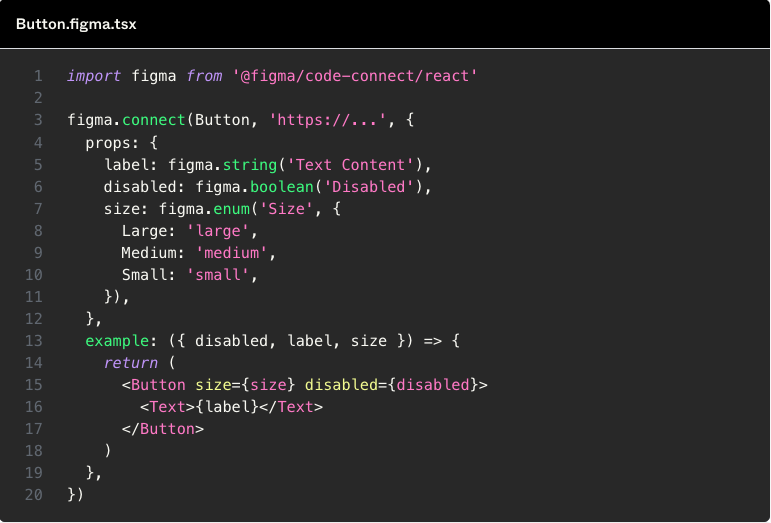 Button.figma.tsx
1 import figma from '@figma/code-connect/react'
2
3 figma.connect(Button, 'https://...', {
4   props: {
5     label: figma.string('Text Content'),
6     disabled: figma.boolean('Disabled'),
7     size: figma.enum('Size', {
8       Large: 'large',
9       Medium: 'medium',
10       Small: 'small',
11     }),
12   },
13   example: ({ disabled, label, size }) => {
14     return (
15       <Button size={size} disabled={disabled}>
16         <Text>{label}</Text>
17       </Button>
18     )
19   },
20 })